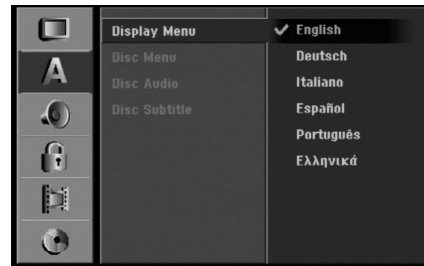 A
Display Menu
Disc Menu
Disc Audio
Disc Subtitle
English
Deutsch
Italiano
Español
Português
Ελληνικά